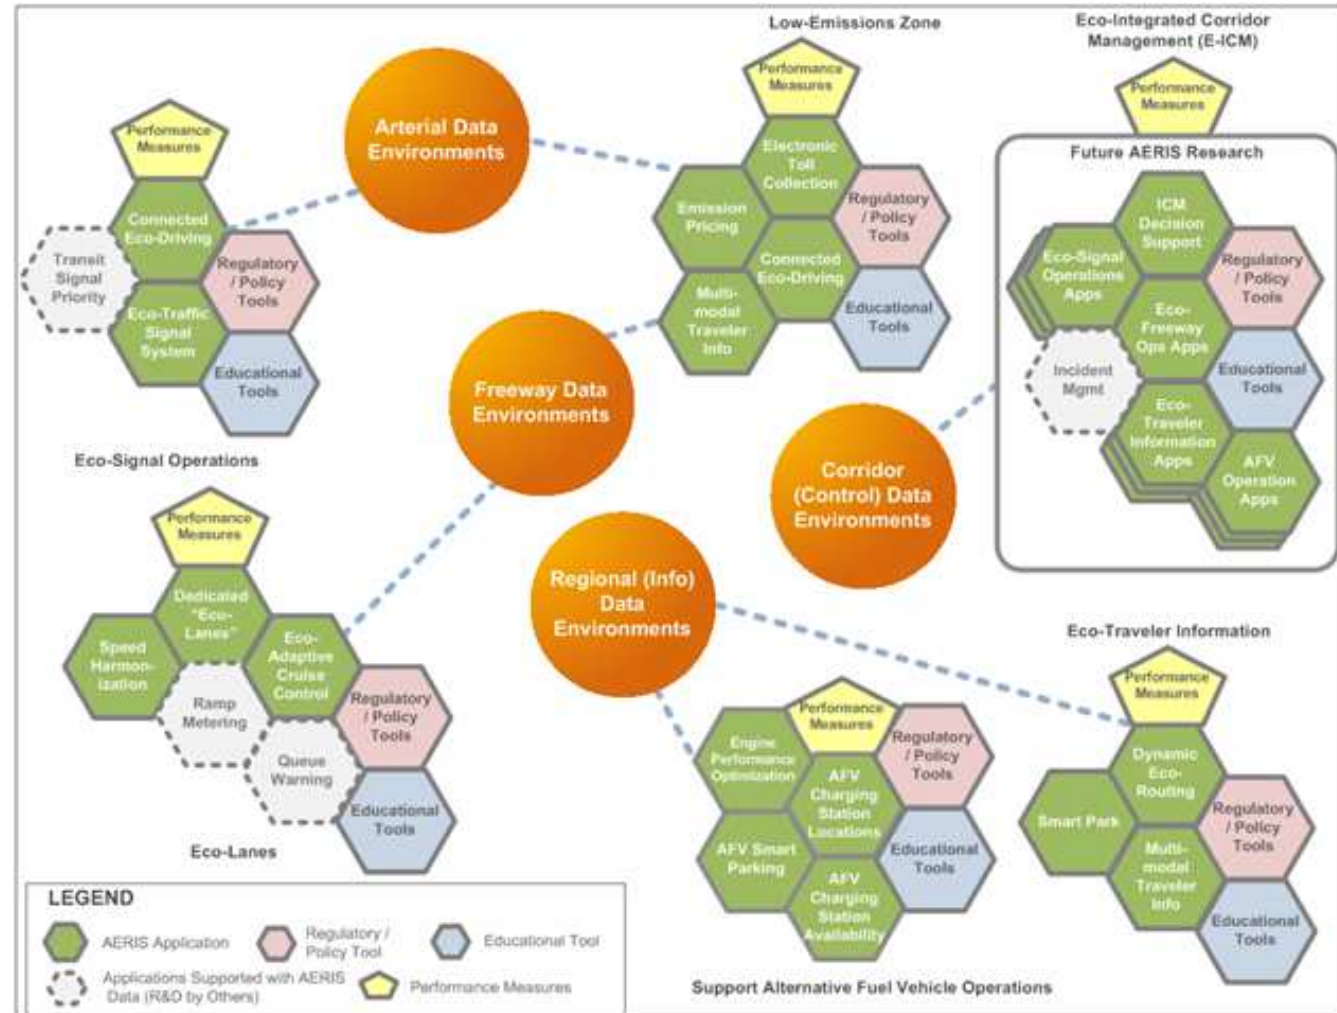 Low-Emissions Zone
Eco-Integrated Corridor
Management (E-ICM)
Performance
Measures
Connected
Eco-Driving
Transit
Signal
Priority
Regulatory
/ Policy
Tools
Eco-Traffic
Signal
System
Educational
Tools
Eco-Signal Operations
Arterial Data
Environments
Performance
Measures
Electronic
Toll
Collection
Emission
Pricing
Regulatory
/ Policy
Tools
Connected
Eco-Driving
Multi-
modal
Traveler
Info
Educational
Tools
Performance
Measures
Future AERIS Research
ICM
Decision
Support
Eco-Signal
Operations
Apps
Regulatory
/ Policy
Tools
Eco-
Freeway
Ops Apps
Incident
Mgmt
Educational
Tools
Eco-
Traveler
Information
Apps
AFV
Operation
Apps
Freeway Data
Environments
Corridor
(Control) Data
Environments
Regional (Info)
Data
Environments
Performance
Measures
Dedicated
"Eco-
Lanes"
Speed
Harmon-
ization
Eco-
Adaptive
Cruise
Control
Ramp
Metering
Regulatory
/ Policy
Tools
Queue
Warning
Educational
Tools
Eco-Lanes
Performance
Measures
Engine
Performance
Optimization
Regulatory
/ Policy
Tools
AFV
Charging
Station
Locations
AFV Smart
Parking
Educational
Tools
AFV
Charging
Station
Availability
Support Alternative Fuel Vehicle Operations
Eco-Traveler Information
Performance
Measures
Dynamic
Eco-
Routing
Smart Park
Regulatory
/ Policy
Tools
Multi-
modal
Traveler
Info
Educational
Tools
LEGEND
AERIS Application
Regulatory /
Policy Tool
Educational Tool
Applications Supported with AERIS
Data (R&D by Others)
Performance Measures